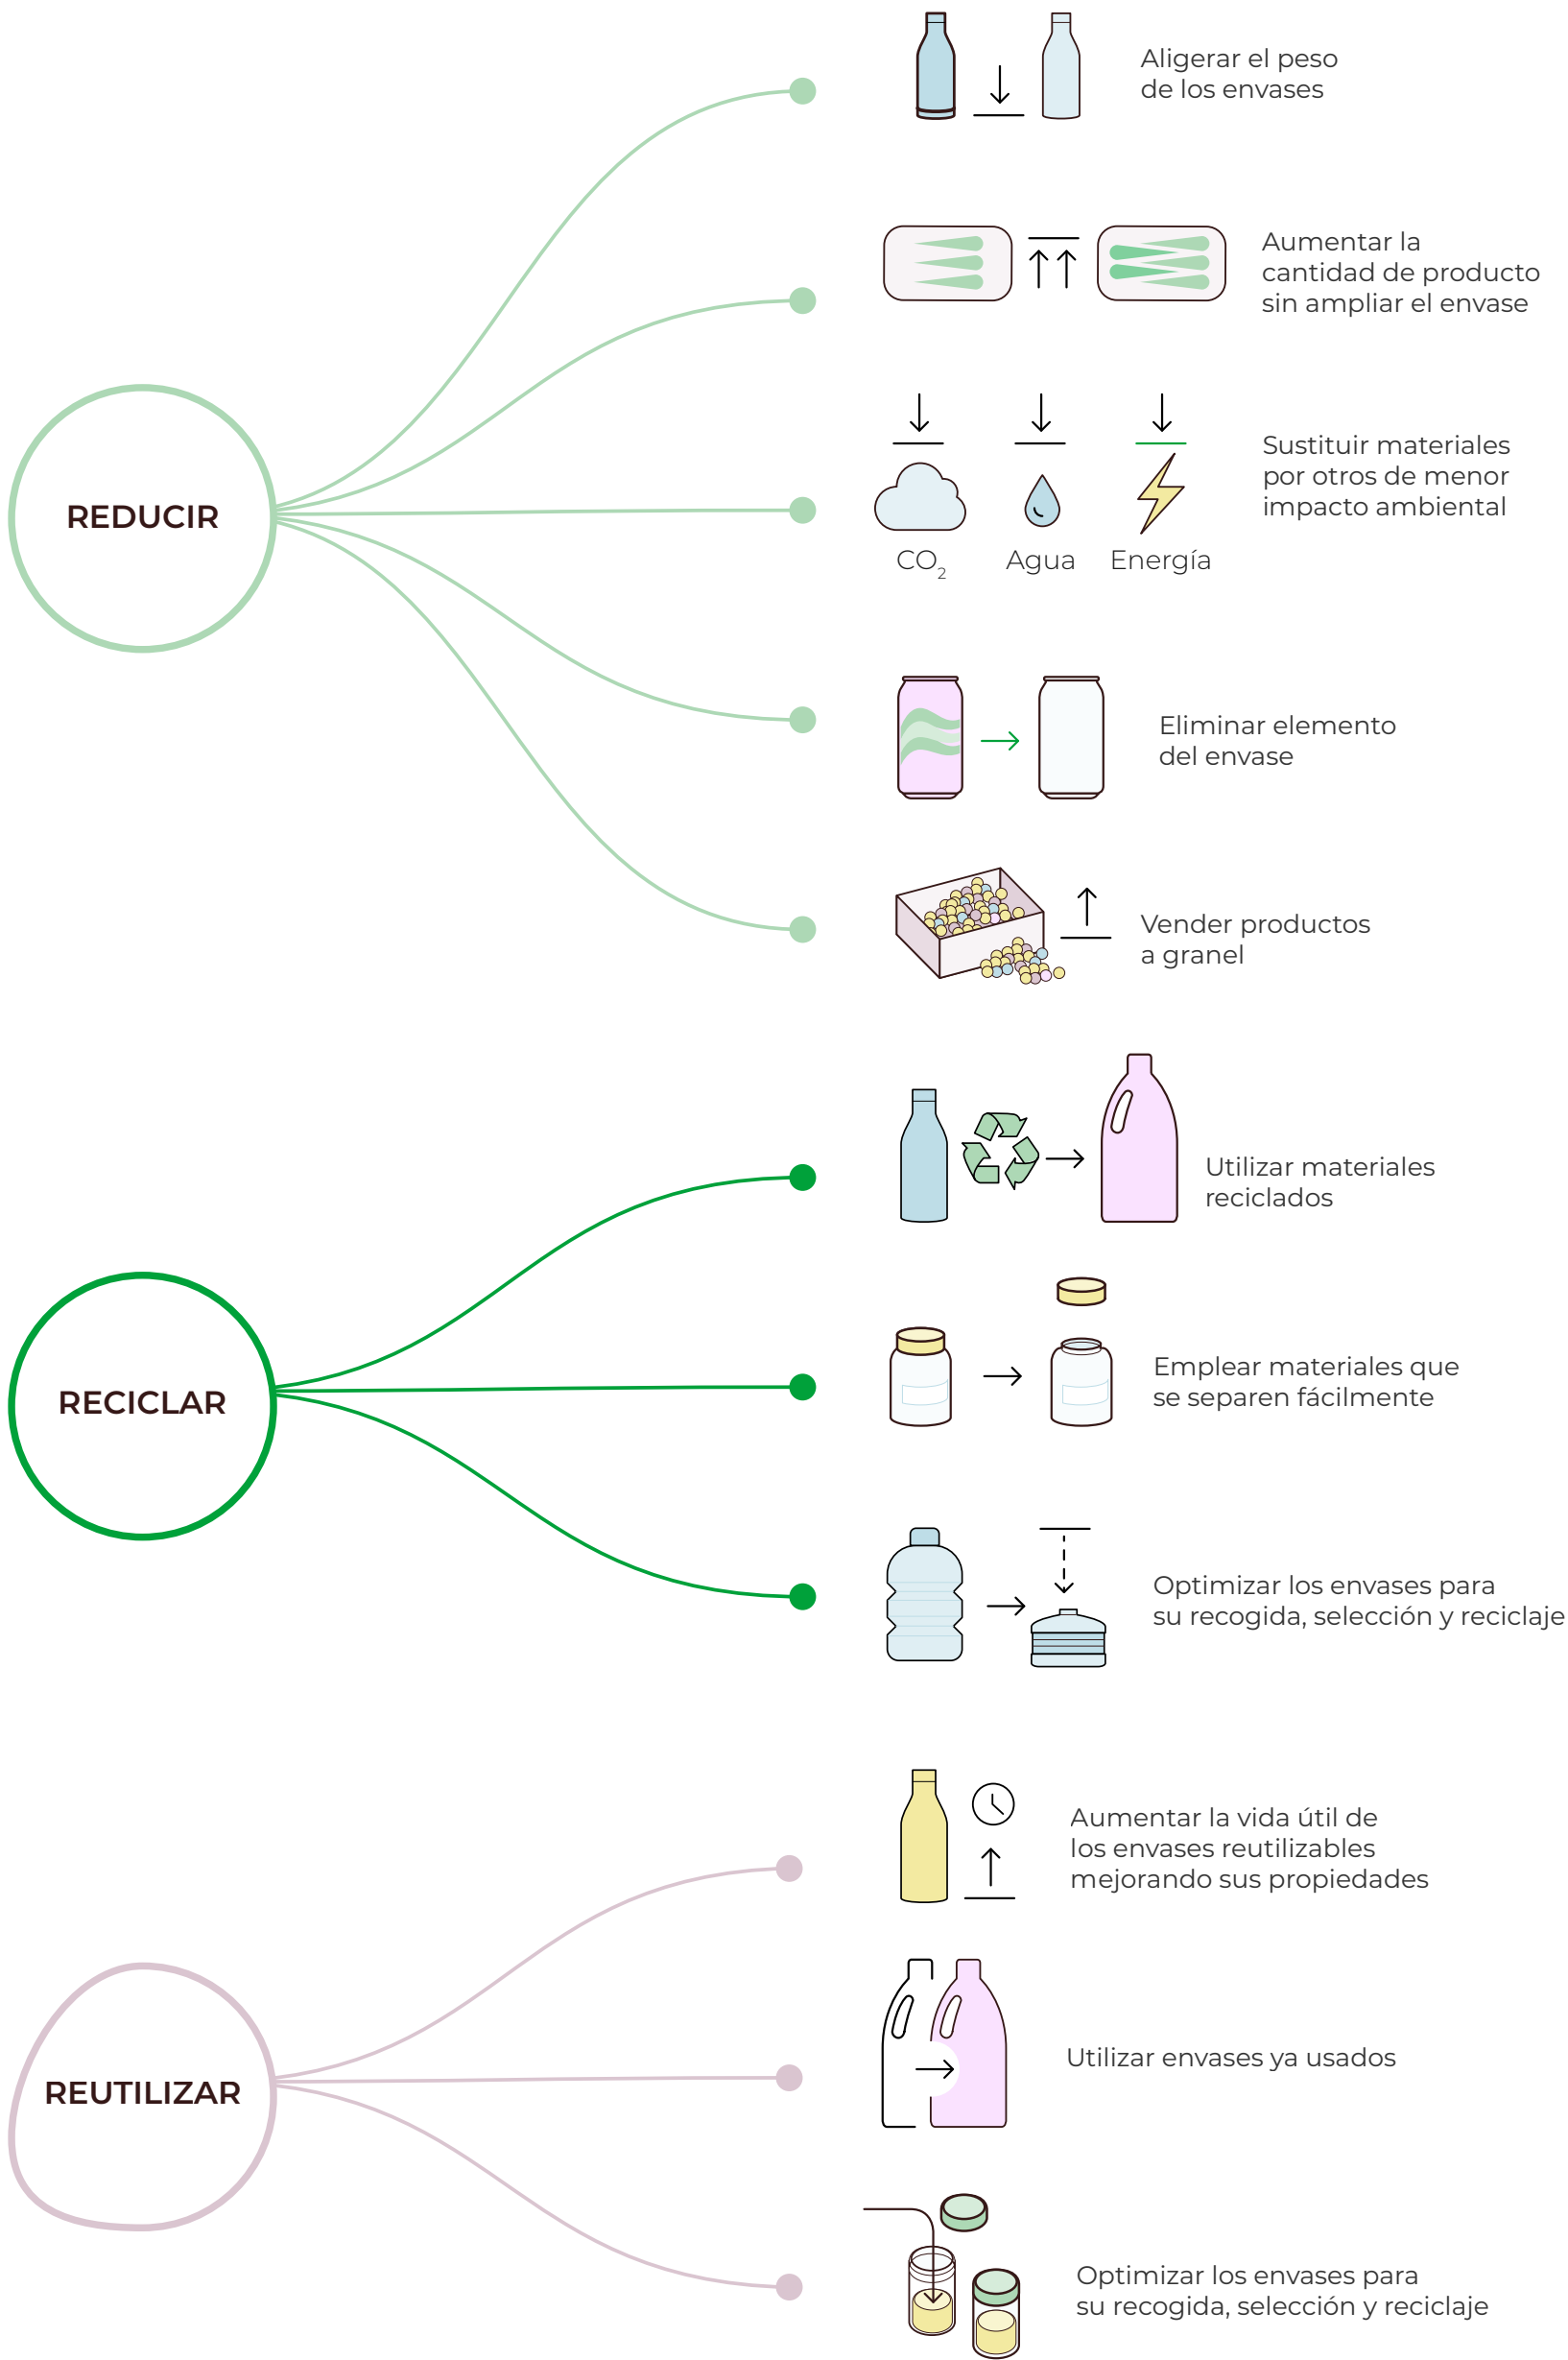 REDUCIR
Aligerar el peso
de los envases
Aumentar la
cantidad de producto
sin ampliar el envase
CO₂
Agua
Energía
Sustituir materiales
por otros de menor
impacto ambiental
Eliminar elemento
del envase
Vender productos
a granel
RECICLAR
Utilizar materiales
reciclados
Emplear materiales que
se separen fácilmente
Optimizar los envases para
su recogida, selección y reciclaje
REUTILIZAR
Aumentar la vida útil de
los envases reutilizables
mejorando sus propiedades
Utilizar envases ya usados
Optimizar los envases para
su recogida, selección y reciclaje